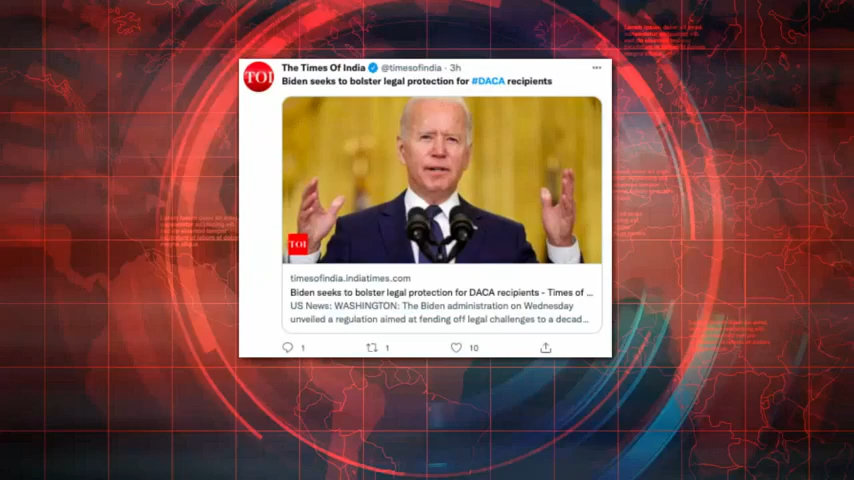 TOI
The Times Of India @timesofindia · 3h
Biden seeks to bolster legal protection for #DACA recipients
TOI
timesofindia.indiatimes.com
Biden seeks to bolster legal protection for DACA recipients - Times of ...
US News: WASHINGTON: The Biden administration on Wednesday
unveiled a regulation aimed at fending off legal challenges to a decad...
1
1
10